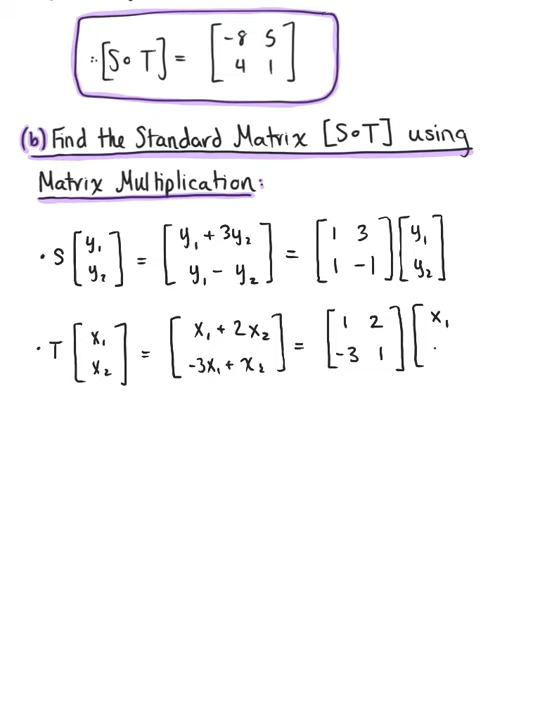 ∴[S∘T] = [-8 5; 4 1]
(b) Find the Standard Matrix [S∘T] using
Matrix Multiplication:
· S[y₁; y₂] = [y₁ + 3y₂; y₁ - y₂] = [1 3; 1 -1][y₁; y₂]
· T[x₁; x₂] = [x₁ + 2x₂; -3x₁ + x₂] = [1 2; -3 1][x₁